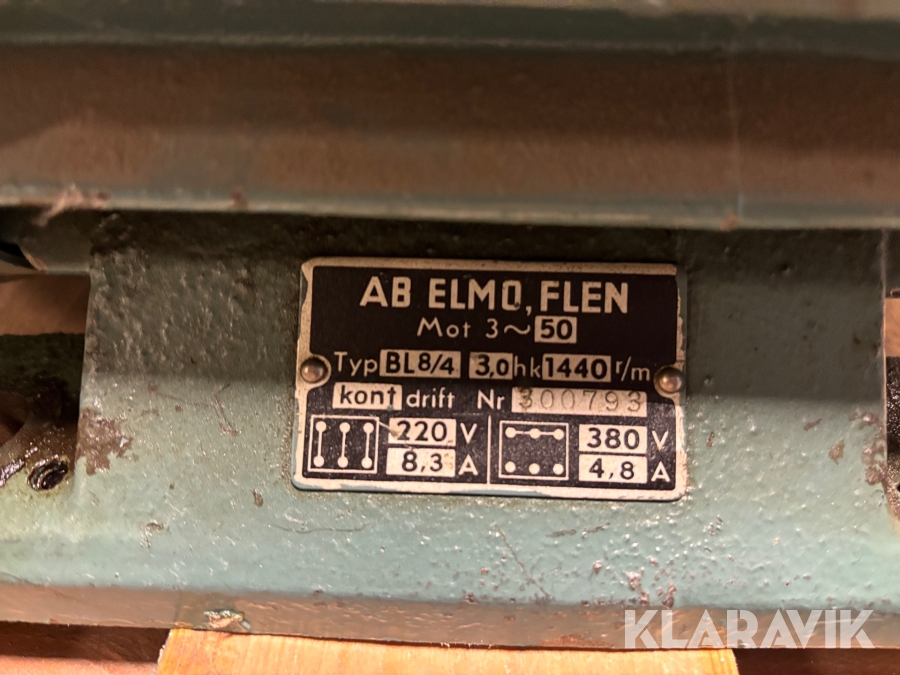 AB ELMO, FLEN
Mot 3~ 50
Typ BL8/4 3,0 hk 1440 r/m
kont drift Nr 300793
220 V 380 V
8,3 A 4,8 A
KLARAVIK